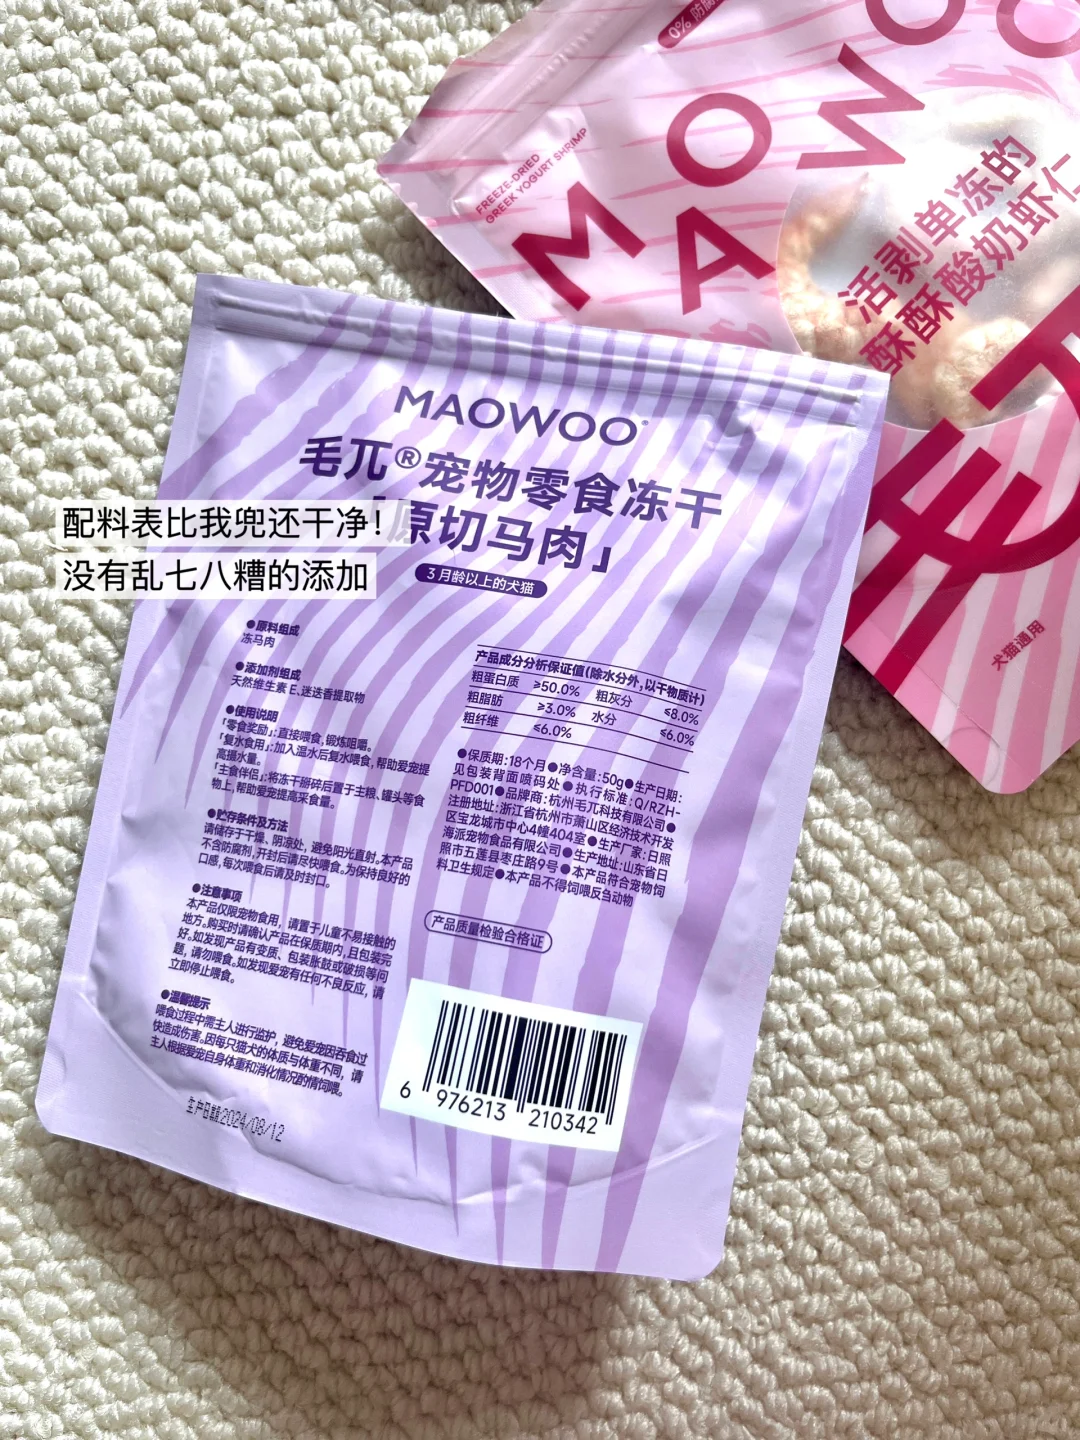 0% 防腐
MAOWOO
FREEZE-DRIED
GREEK YOGURT SHRIMP
活剥单冻的
酥酥酸奶虾仁
毛兀
犬猫通用
MAOWOO
毛兀®宠物零食冻干
「原切马肉」
3月龄以上的犬猫
配料表比我兜还干净!
没有乱七八糟的添加
●原料组成
冻马肉
●添加剂组成
天然维生素 E、迷迭香提取物
●使用说明
「零食奖励」:直接喂食,锻炼咀嚼。
「复水食用」:加入温水后复水喂食,帮助爱宠提
高摄水量。
「主食伴侣」:将冻干掰碎后置于主粮、罐头等食
物上,帮助爱宠提高采食量。
●贮存条件及方法
请储存于干燥、阴凉处,避免阳光直射。本产品
不含防腐剂,开封后请尽快喂食。为保持良好的
口感,每次喂食后请及时封口。
●注意事项
本产品仅限宠物食用，请置于儿童不易接触的
地方。购买时请确认产品在保质期内,且包装完
好。如发现产品有变质、包装胀鼓或破损等问
题,请勿喂食。如发现爱宠有任何不良反应，请
立即停止喂食。
●温馨提示
喂食过程中需主人进行监护，避免爱宠因吞食过
快造成伤害。因每只猫犬的体质与体重不同，请
主人根据爱宠自身体重和消化情况酌情饲喂。
生产日期2024/08/12
产品成分分析保证值(除水分外,以干物质计)
粗蛋白质 ≥50.0% 粗灰分 ≤8.0%
粗脂肪 ≥3.0% 水分 ≤6.0%
粗纤维 ≤6.0%
●保质期:18个月●净含量:50g●生产日期:
见包装背面喷码处●执行标准:Q/RZH-
PFD001●品牌商:杭州毛兀科技有限公司●
注册地址:浙江省杭州市萧山区经济技术开发
区宝龙城市中心4幢404室●生产厂家:日照
海派宠物食品有限公司●生产地址:山东省日
照市五莲县枣庄路9号●本产品符合宠物饲
料卫生规定●本产品不得饲喂反刍动物
产品质量检验合格证
6 976213 210342